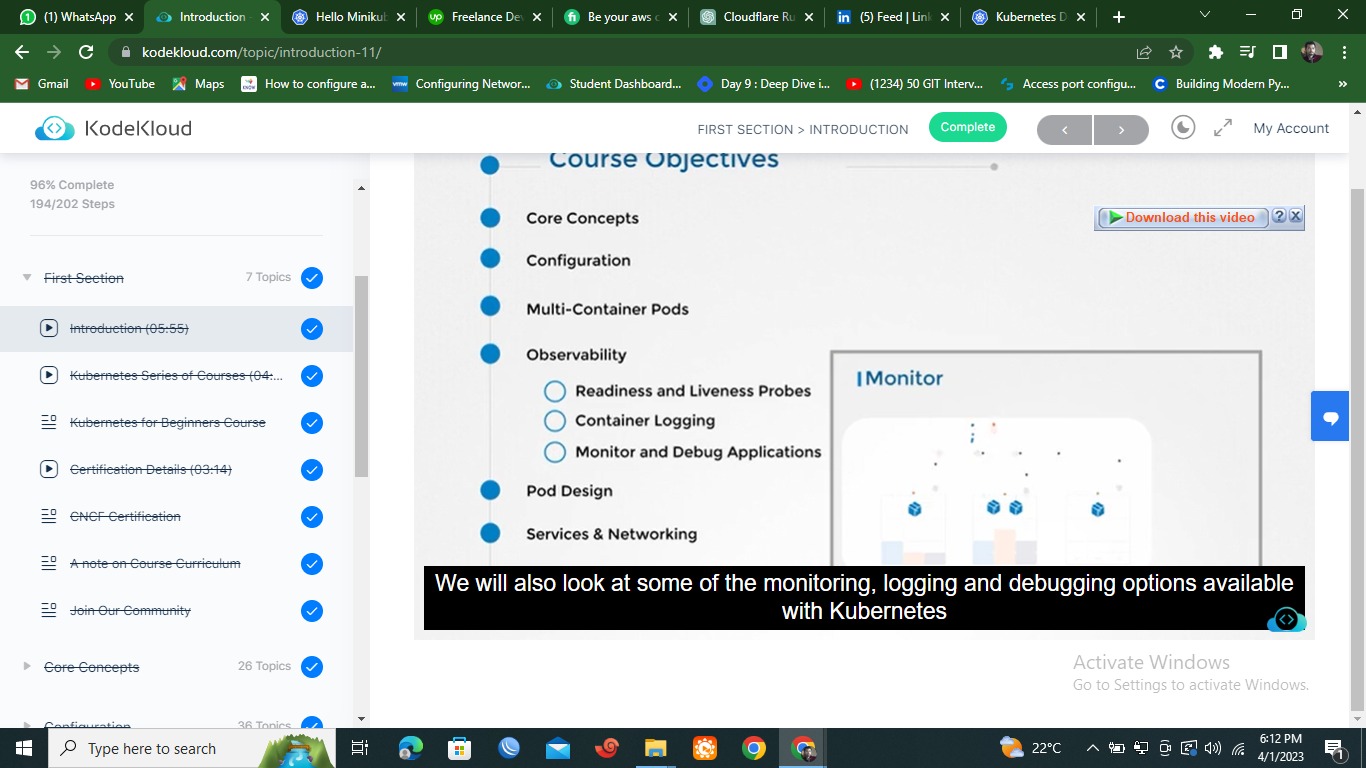 (1) WhatsApp
Introduction
Hello Minikub
Freelance Dev
Be your aws c
Cloudflare Ru
(5) Feed | Link
Kubernetes D
kodekloud.com/topic/introduction-11/
Gmail
YouTube
Maps
How to configure a...
Configuring Networ...
Student Dashboard...
Day 9 : Deep Dive i...
(1234) 50 GIT Interv...
Access port configu...
Building Modern Py...
KodeKloud
FIRST SECTION > INTRODUCTION
Complete
My Account
96% Complete
194/202 Steps
First Section
7 Topics
Introduction (05:55)
Kubernetes Series of Courses (04:...
Kubernetes for Beginners Course
Certification Details (03:14)
CNCF Certification
A note on Course Curriculum
Join Our Community
Core Concepts
26 Topics
Configuration
36 Topics
Course Objectives
Core Concepts
Configuration
Multi-Container Pods
Observability
Readiness and Liveness Probes
Container Logging
Monitor and Debug Applications
Pod Design
Services & Networking
Download this video
Monitor
We will also look at some of the monitoring, logging and debugging options available
with Kubernetes
Activate Windows
Go to Settings to activate Windows.
Type here to search
22°C
6:12 PM
4/1/2023
1